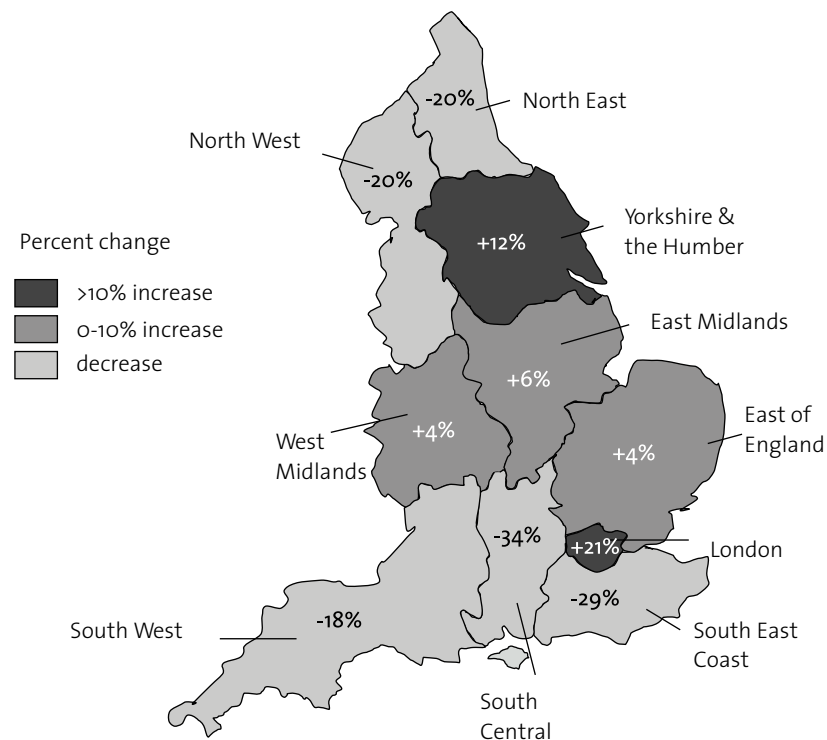 -20%
North East
North West
-20%
Yorkshire &
the Humber
+12%
Percent change
>10% increase
0-10% increase
decrease
East Midlands
+6%
East of
England
+4%
West
Midlands
+4%
-34%
+21%
London
-29%
South East
Coast
-18%
South West
South
Central